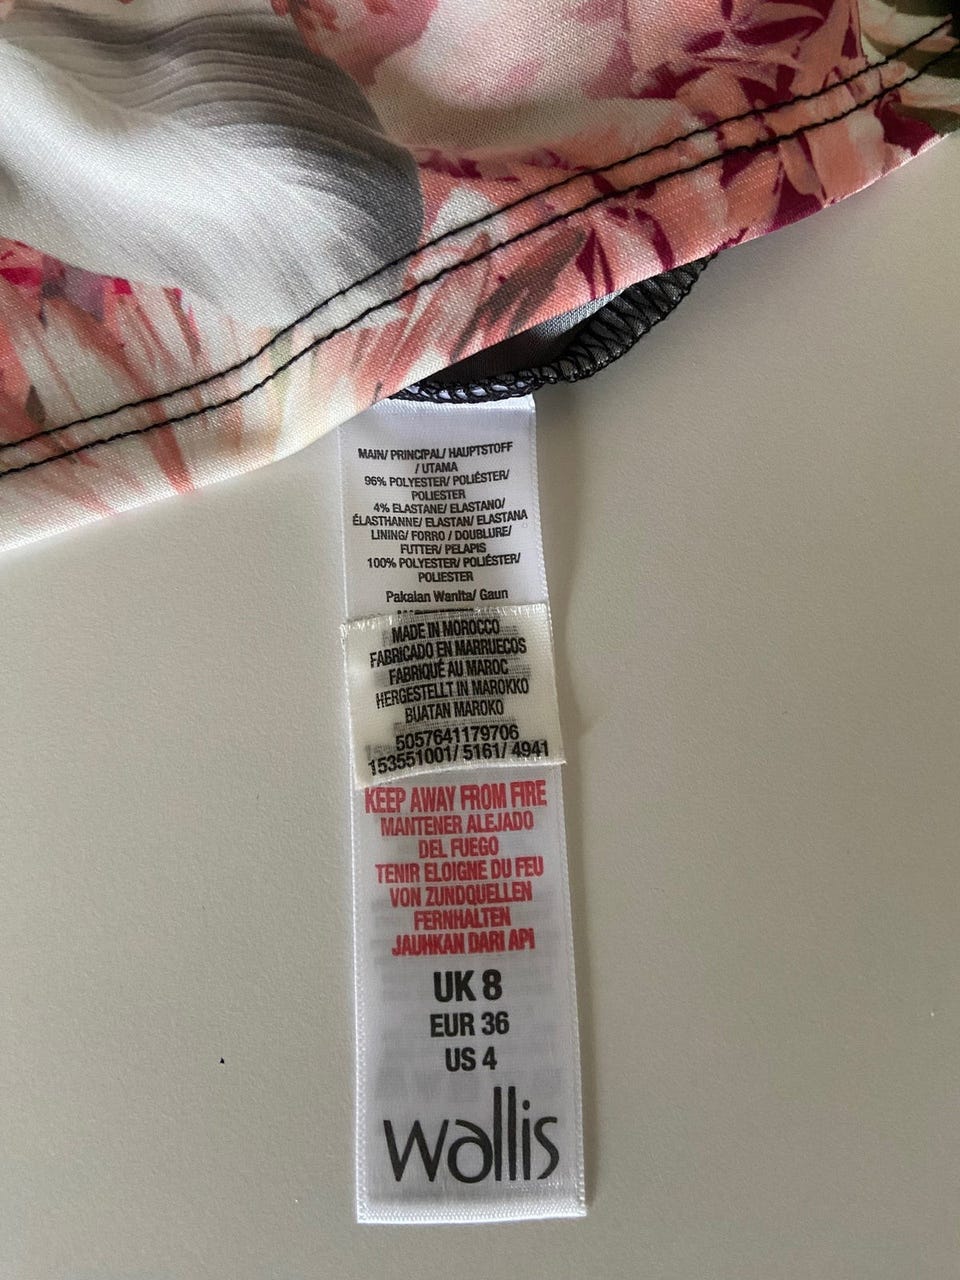 MAIN/ PRINCIPAL/ HAUPTSTOFF
/ UTAMA
96% POLYESTER/ POLIÉSTER/
POLIESTER
4% ELASTANE/ ELASTANO/
ÉLASTHANNE/ ELASTAN/ ELASTANA
LINING/ FORRO / DOUBLURE/
FUTTER/ PELAPIS
100% POLYESTER/ POLIÉSTER/
POLIESTER
Pakaian Wanita/ Gaun
MADE IN MOROCCO
FABRICADO EN MARRUECOS
FABRIQUÉ AU MAROC
HERGESTELLT IN MAROKKO
BUATAN MAROKO
5057641179706
153551001/ 5161/ 4941
KEEP AWAY FROM FIRE
MANTENER ALEJADO
DEL FUEGO
TENIR ELOIGNE DU FEU
VON ZUNDQUELLEN
FERNHALTEN
JAUHKAN DARI API
UK 8
EUR 36
US 4
wallis